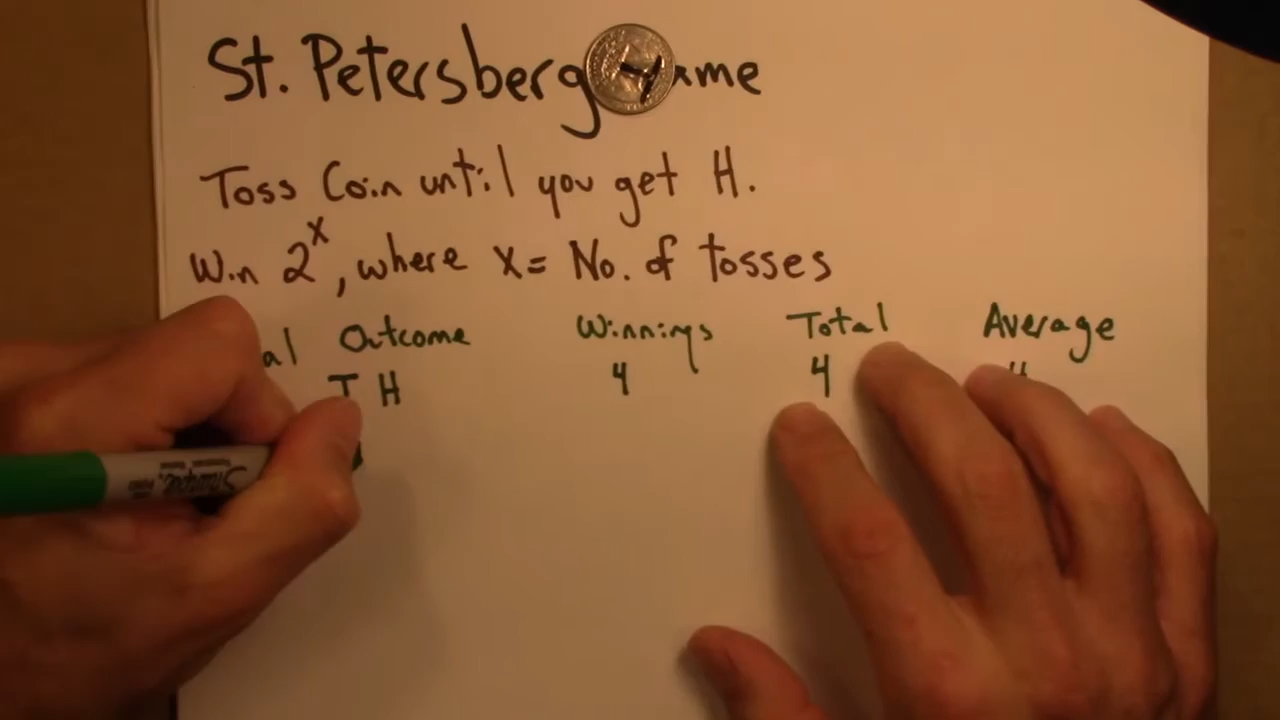 St. Petersberg
Toss Coin until you get H.
Win 2^x, where x = No. of tosses
Outcome Winnings Total Average
T H 4 4
Sharpie